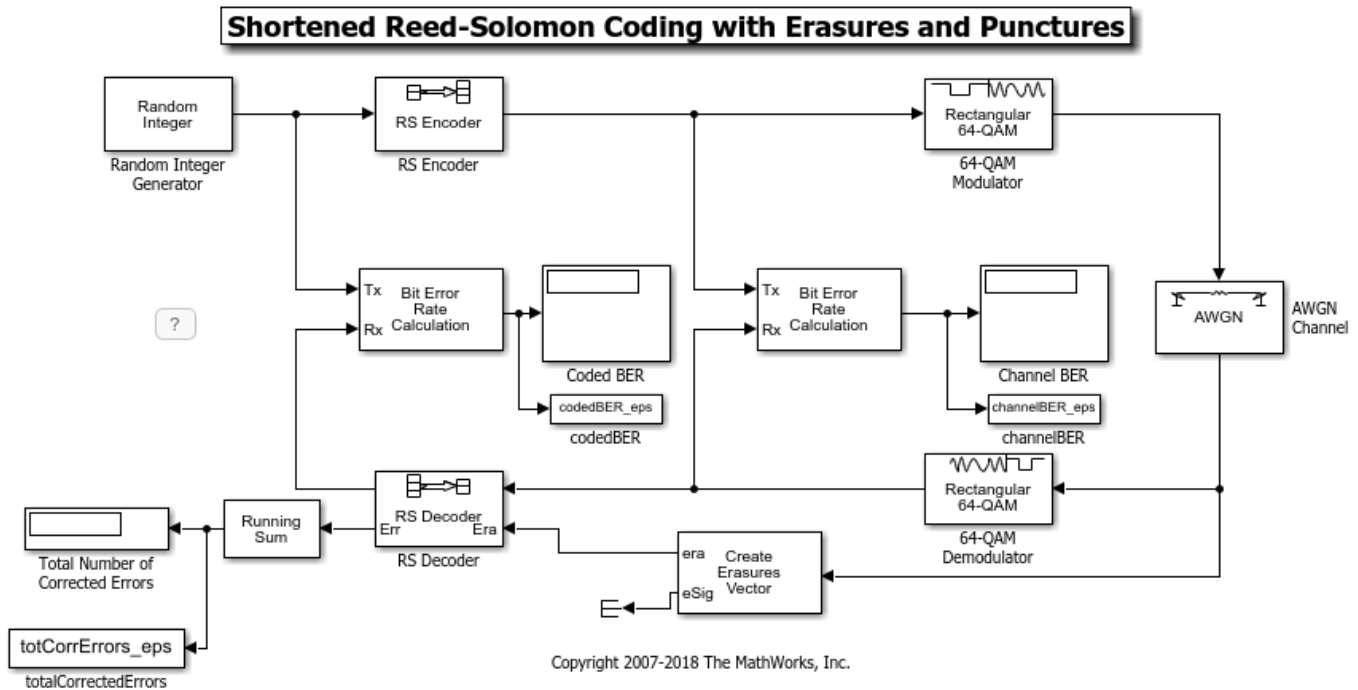 Shortened Reed-Solomon Coding with Erasures and Punctures
Random
Integer
Random Integer
Generator
RS Encoder
RS Encoder
Rectangular
64-QAM
64-QAM
Modulator
Tx
Rx
Bit Error
Rate
Calculation
Coded BER
codedBER_eps
codedBER
Tx
Rx
Bit Error
Rate
Calculation
Channel BER
channelBER_eps
channelBER
AWGN
AWGN
Channel
?
Rectangular
64-QAM
64-QAM
Demodulator
RS Decoder
Err
Era
RS Decoder
Running
Sum
Total Number of
Corrected Errors
era
eSig
Create
Erasures
Vector
totCorrErrors_eps
totalCorrectedErrors
Copyright 2007-2018 The MathWorks, Inc.